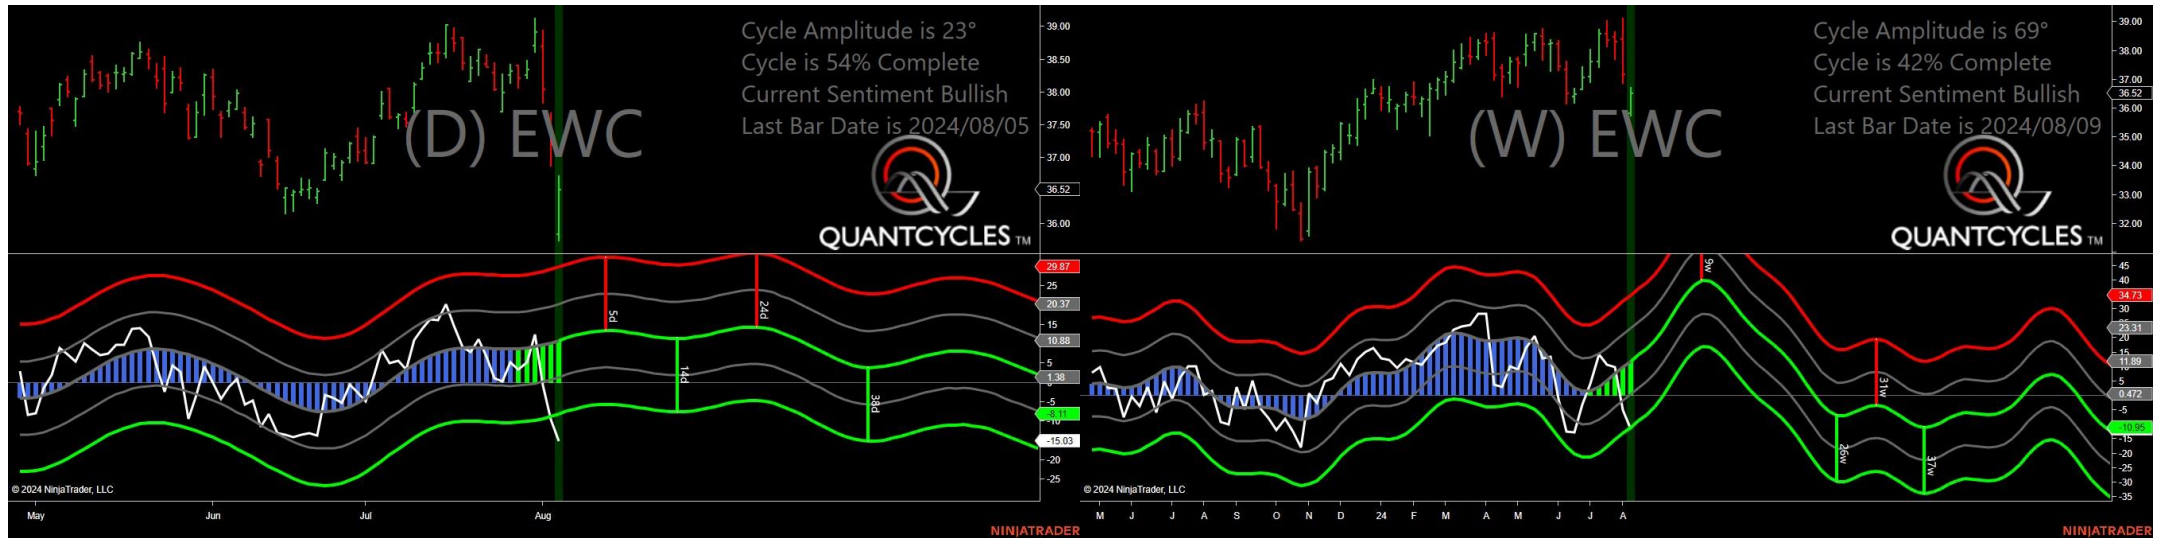 Cycle Amplitude is 23°
Cycle is 54% Complete
Current Sentiment Bullish
Last Bar Date is 2024/08/05
(D) EWC
QUANTCYCLES TM
39.00
38.50
38.00
37.50
37.00
36.52
36.00
29.87
25
20.37
15
10.88
5
1.38
-5
-8.11
-10
-15.03
-20
-25
5d
24d
14d
38d
© 2024 NinjaTrader, LLC
May
Jun
Jul
Aug
NINJATRADER
Cycle Amplitude is 69°
Cycle is 42% Complete
Current Sentiment Bullish
Last Bar Date is 2024/08/09
(W) EWC
QUANTCYCLES TM
39.00
38.00
37.00
36.52
36.00
35.00
34.00
33.00
32.00
45
40
34.73
30
23.31
20
11.89
5
0.472
-5
-10.95
-15
-20
-25
-30
-35
9w
31w
26w
37w
© 2024 NinjaTrader, LLC
M J J A S O N D 24 F M A M J J A
NINJATRADER